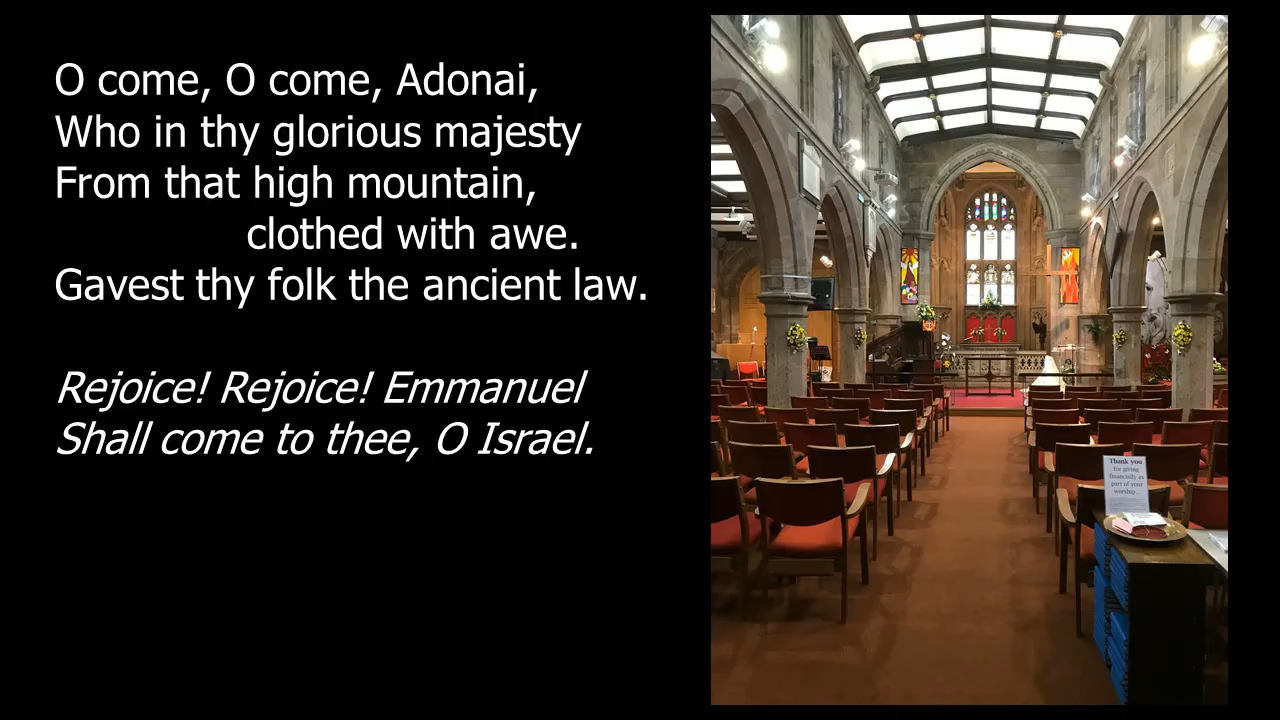 O come, O come, Adonai,
Who in thy glorious majesty
From that high mountain,
clothed with awe.
Gavest thy folk the ancient law.
Rejoice! Rejoice! Emmanuel
Shall come to thee, O Israel.
Thank you
for giving
financially as
part of your
worship